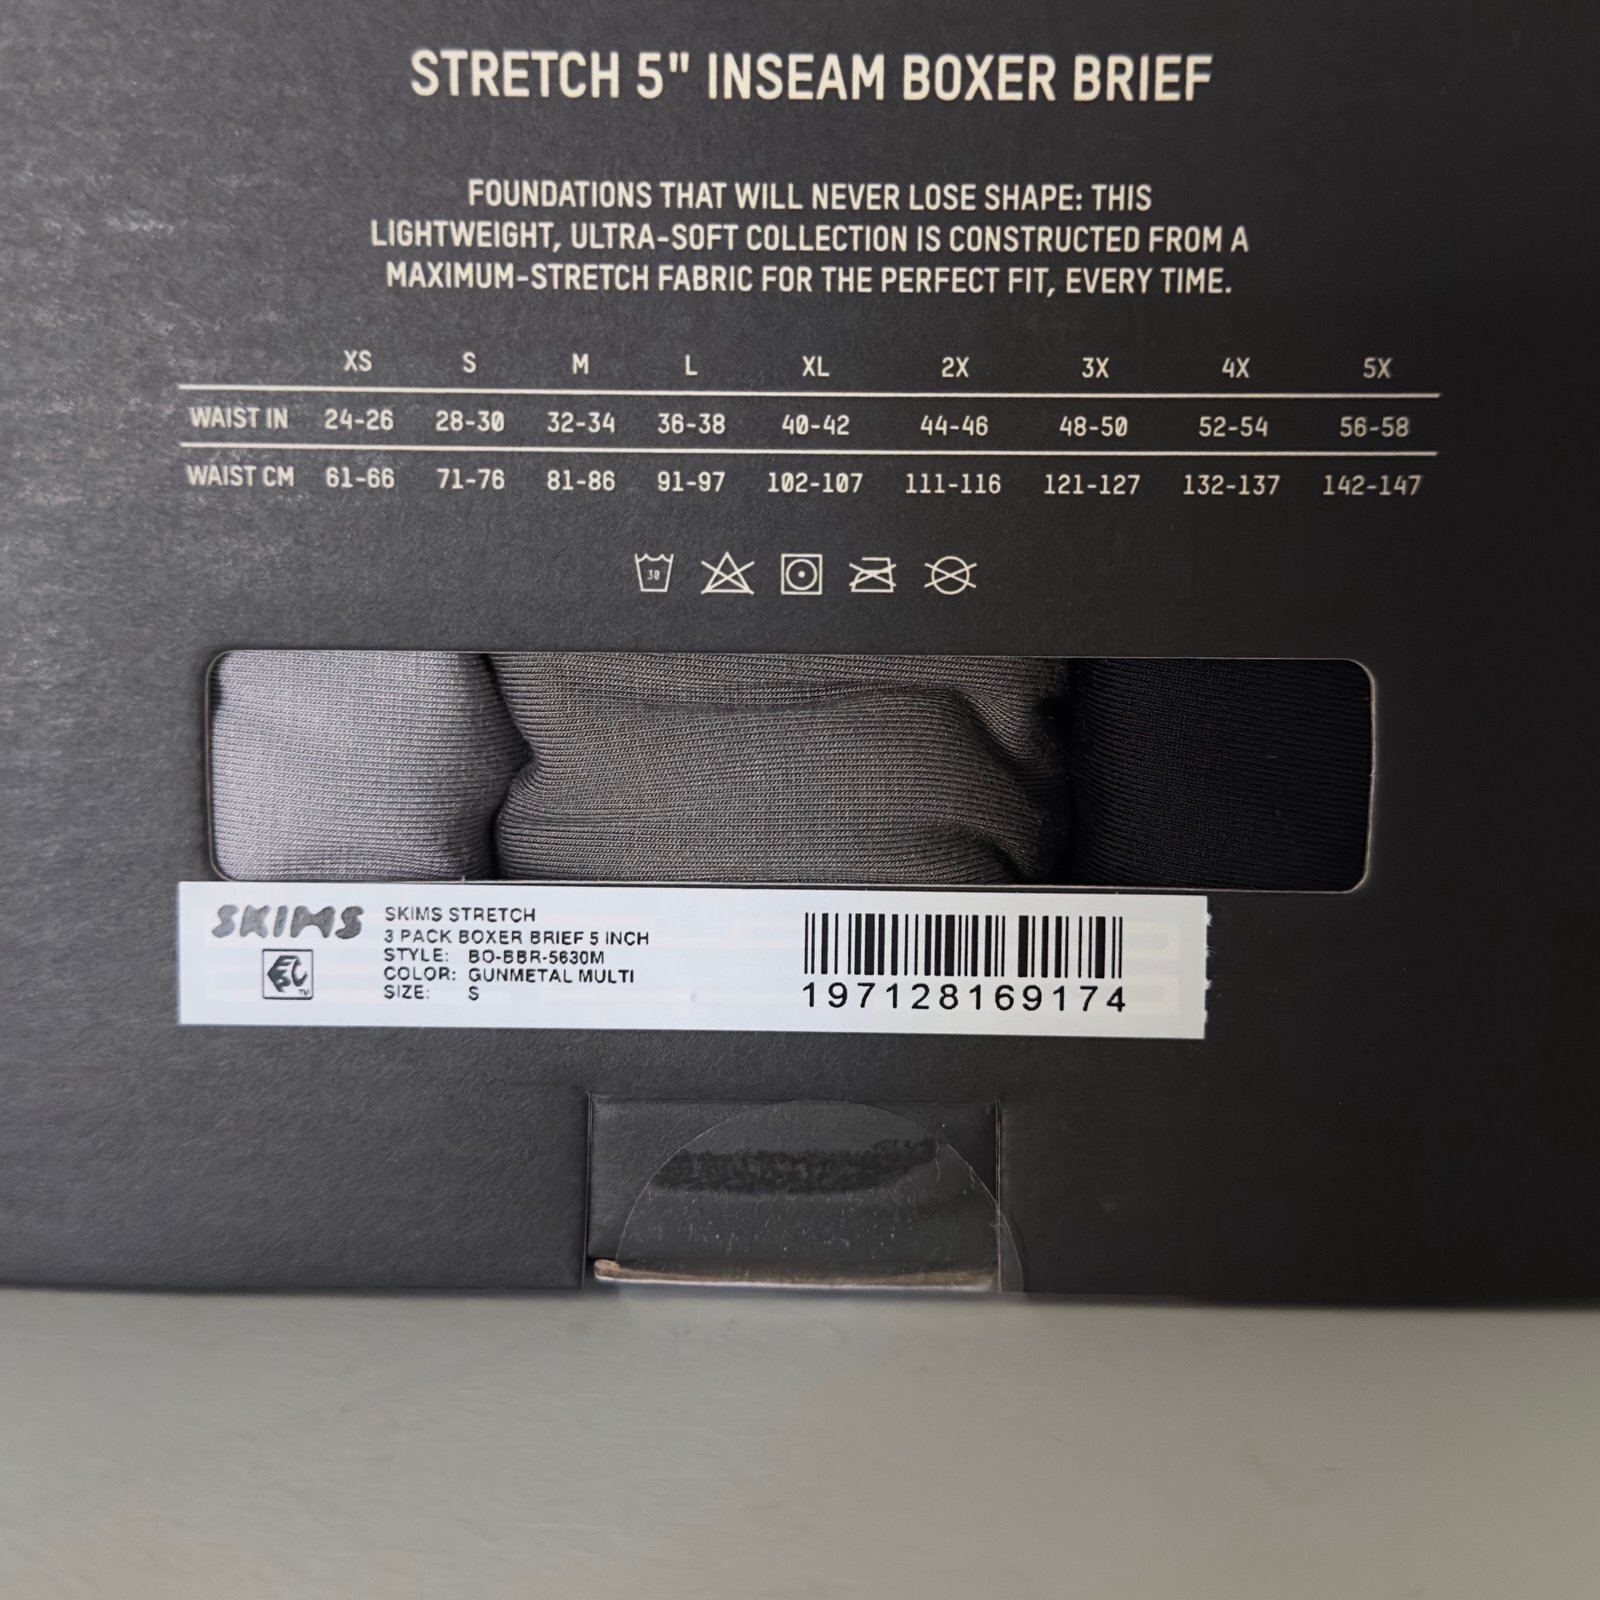 STRETCH 5" INSEAM BOXER BRIEF
FOUNDATIONS THAT WILL NEVER LOSE SHAPE: THIS
LIGHTWEIGHT, ULTRA-SOFT COLLECTION IS CONSTRUCTED FROM A
MAXIMUM-STRETCH FABRIC FOR THE PERFECT FIT, EVERY TIME.
XS S M L XL 2X 3X 4X 5X
WAIST IN 24-26 28-30 32-34 36-38 40-42 44-46 48-50 52-54 56-58
WAIST CM 61-66 71-76 81-86 91-97 102-107 111-116 121-127 132-137 142-147
30
SKIMS
SKIMS STRETCH
3 PACK BOXER BRIEF 5 INCH
STYLE: BO-BBR-5630M
COLOR: GUNMETAL MULTI
SIZE: S
197128169174